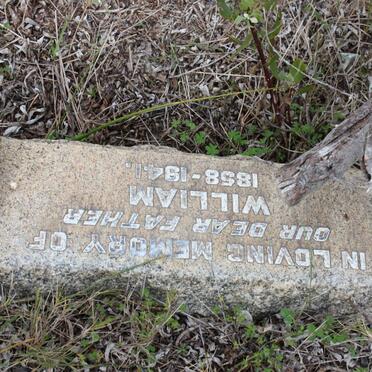 IN LOVING MEMORY OF
OUR DEAR FATHER
WILLIAM
1858-1941.